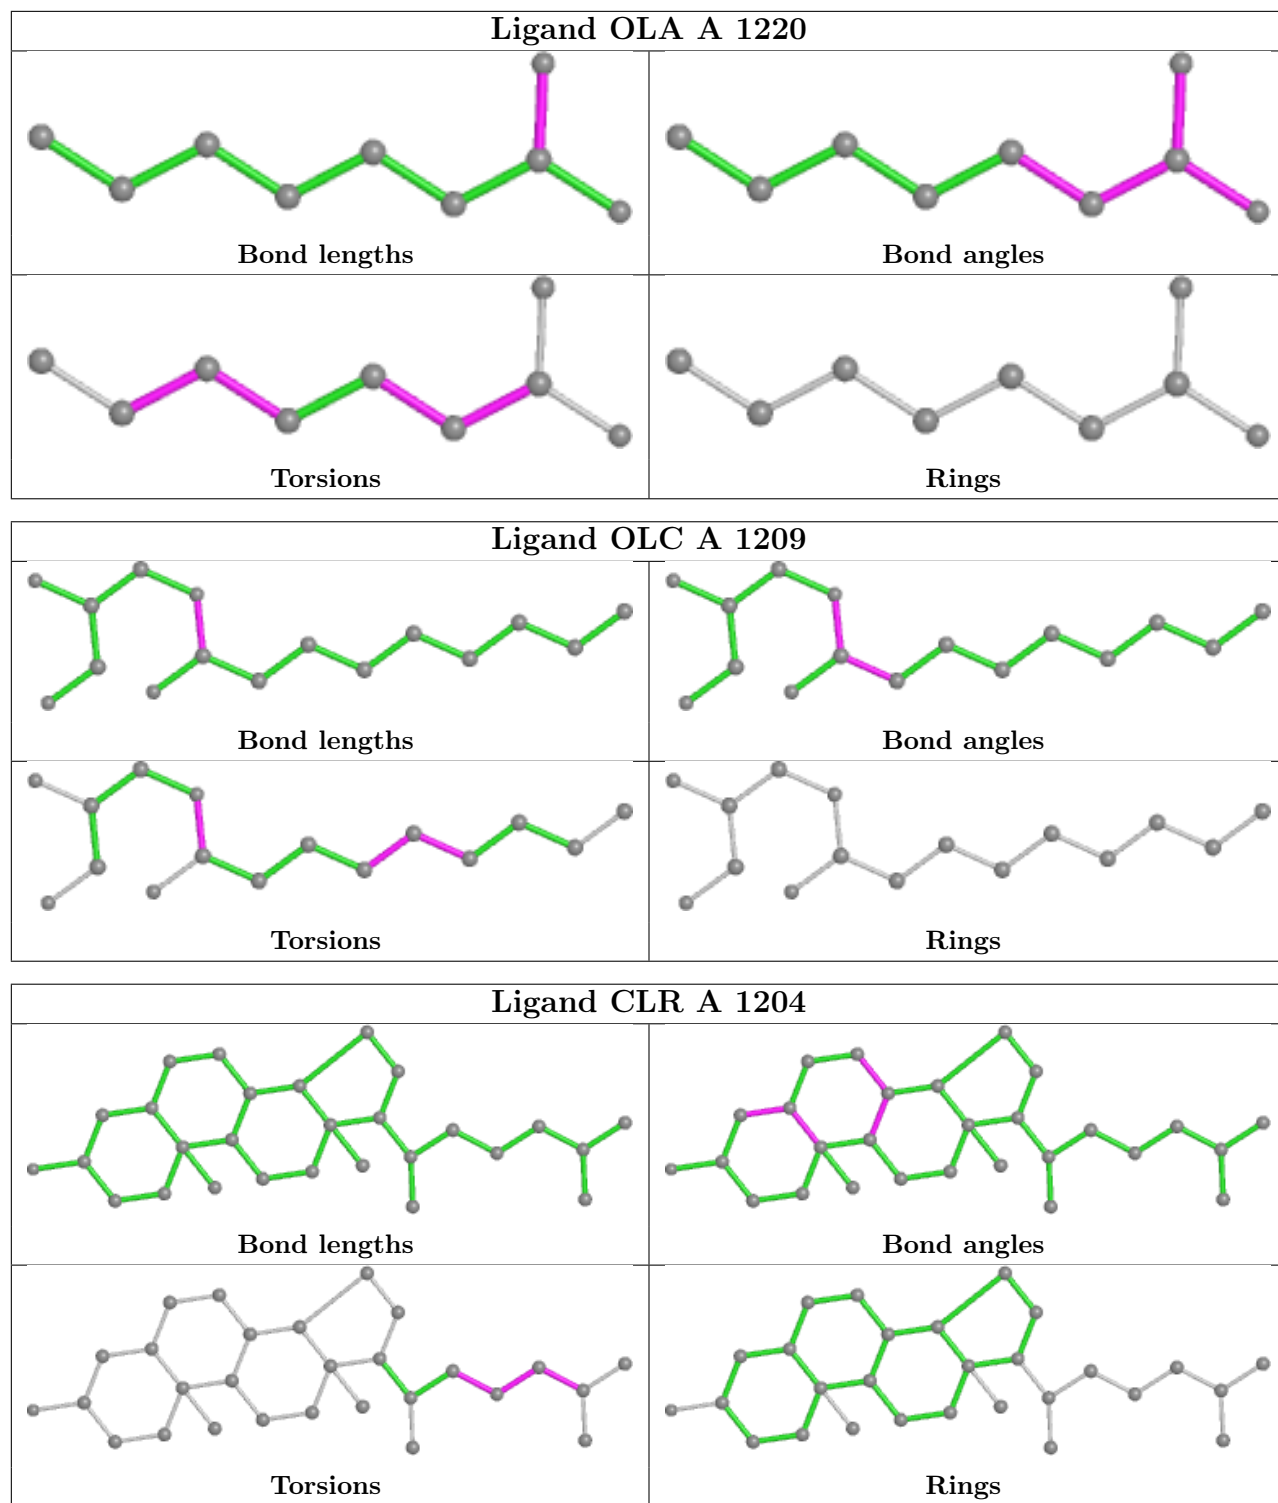 Ligand OLA A 1220
Bond lengths
Bond angles
Torsions
Rings
Ligand OLC A 1209
Bond lengths
Bond angles
Torsions
Rings
Ligand CLR A 1204
Bond lengths
Bond angles
Torsions
Rings